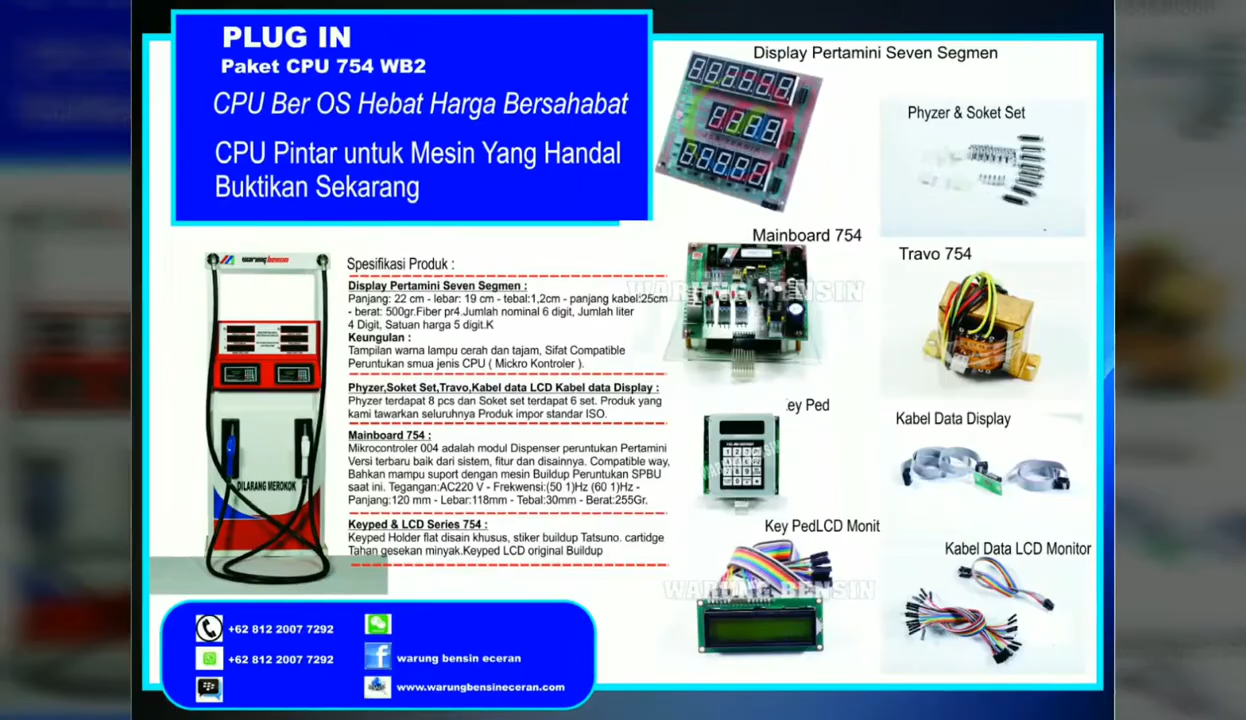 PLUG IN
Paket CPU 754 WB2
CPU Ber OS Hebat Harga Bersahabat
CPU Pintar untuk Mesin Yang Handal
Buktikan Sekarang
Display Pertamini Seven Segmen
Phyzer & Soket Set
Mainboard 754
Travo 754
WARUNG BENSIN
warungbensin
DILARANG MEROKOK
Spesifikasi Produk :
Display Pertamini Seven Segmen :
Panjang: 22 cm - lebar: 19 cm - tebal:1,2cm - panjang kabel:25cm
- berat: 500gr.Fiber pr4.Jumlah nominal 6 digit, Jumlah liter
4 Digit, Satuan harga 5 digit.K
Keungulan :
Tampilan warna lampu cerah dan tajam, Sifat Compatible
Peruntukan smua jenis CPU ( Mickro Kontroler ).
Phyzer,Soket Set,Travo,Kabel data LCD Kabel data Display :
Phyzer terdapat 8 pcs dan Soket set terdapat 6 set. Produk yang
kami tawarkan seluruhnya Produk impor standar ISO.
Mainboard 754 :
Mikrocontroler 004 adalah modul Dispenser peruntukan Pertamini
Versi terbaru baik dari sistem, fitur dan disainnya. Compatible way,
Bahkan mampu suport dengan mesin Buildup Peruntukan SPBU
saat ini. Tegangan:AC220 V - Frekwensi:(50 1)Hz (60 1)Hz -
Panjang:120 mm - Lebar:118mm - Tebal:30mm - Berat:255Gr.
Keyped & LCD Series 754 :
Keyped Holder flat disain khusus, stiker buildup Tatsuno. cartidge
Tahan gesekan minyak.Keyped LCD original Buildup
ey Ped
Kabel Data Display
WARUNG BENSIN
Key PedLCD Monit
Kabel Data LCD Monitor
WARUNG BENSIN
+62 812 2007 7292
+62 812 2007 7292
warung bensin eceran
www.warungbensineceran.com